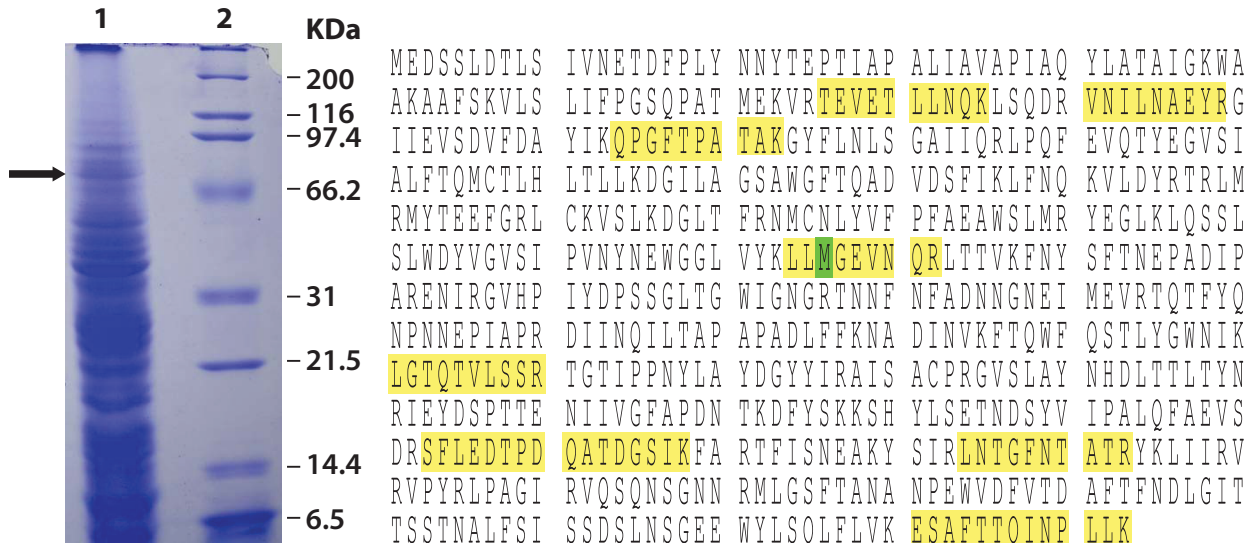 1 2 KDa
200
116
97.4
66.2
31
21.5
14.4
6.5
MEDSSLDTLS IVNETDFPLY NNYTEPTIAP ALIAVAPIAQ YLATAIGKWA
AKAAFSKVLS LIFPGSQPAT MEKVRTEVET LLNQKLSQDR VNILNAEYRG
IIEVSDVFDA YIKQPGFTPA TAKGYFLNLS GAIIQRLPQF EVQTYEGVSI
ALFTQMCTLH LTLLKDGILA GSAWGFTQAD VDSFIKLFNQ KVLDYRTRLM
RMYTEEFGRL CKVSLKDGLT FRNMCNLYVF PFAEAWSLMR YEGLKLQSSL
SLWDYVGVSI PVNYNEWGGL VYKLLMGEVN QRLTTVKFNY SFTNEPADIP
ARENIRGVHP IYDPSSGLTG WIGNGRTNNF NFADNNGNEI MEVRTQTFYQ
NPNNEPIAPR DIINQILTAP APADLFFKNA DINVKFTQWF QSTLYGWNIK
LGTQTVLSSR TGTIPPNYLA YDGYYIRAIS ACPRGVSLAY NHDLTTLTYN
RIEYDSPTTE NIIVGFAPDN TKDFYSKKSH YLSETNDSYV IPALQFAEVS
DRSFLEDTPD QATDGSIKFA RTFISNEAKY SIRLNTGFNT ATRYKLIIRV
RVPYRLPAGI RVQSQNSGNN RMLGSFTANA NPEWVDFVTD AFTFNDLGIT
TSSTNALFSI SSDSLNSGEE WYLSOLFLVK ESAFTTOINP LLK